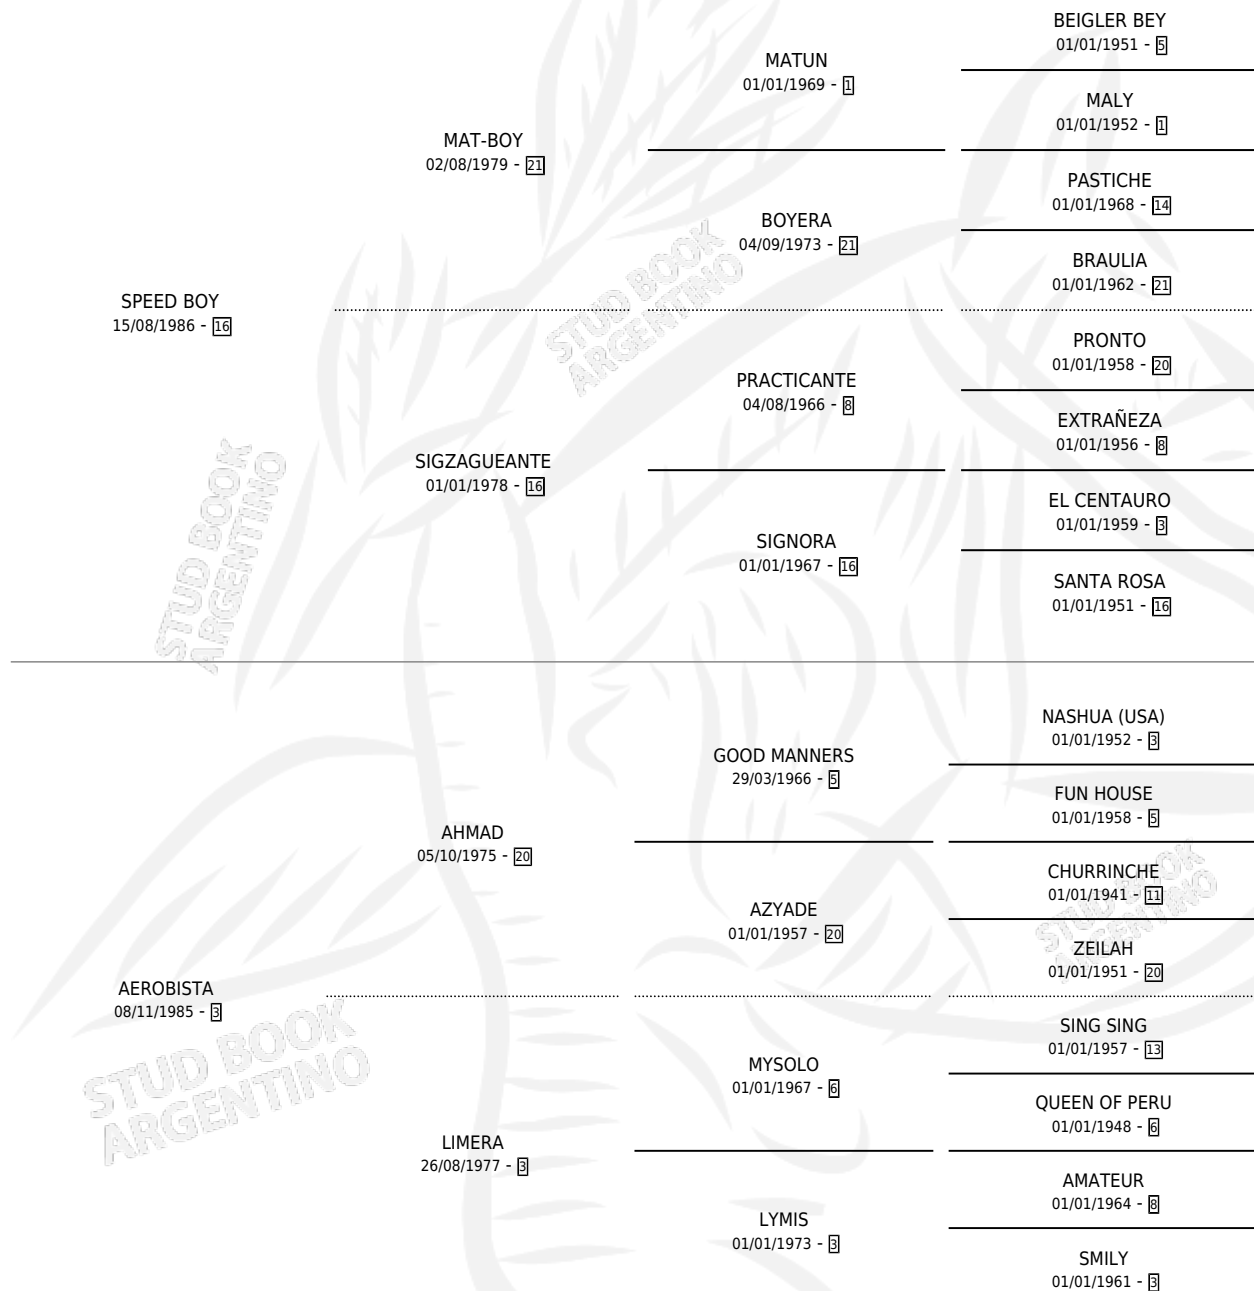 BEIGLER BEY
01/01/1951 - 5
MATUN
01/01/1969 - 1
MALY
01/01/1952 - 1
MAT-BOY
02/08/1979 - 21
PASTICHE
01/01/1968 - 14
BOYERA
04/09/1973 - 21
BRAULIA
01/01/1962 - 21
SPEED BOY
15/08/1986 - 16
PRONTO
01/01/1958 - 20
PRACTICANTE
04/08/1966 - 8
EXTRAÑEZA
01/01/1956 - 8
SIGZAGUEANTE
01/01/1978 - 16
EL CENTAURO
01/01/1959 - 3
SIGNORA
01/01/1967 - 16
SANTA ROSA
01/01/1951 - 16
NASHUA (USA)
01/01/1952 - 3
GOOD MANNERS
29/03/1966 - 5
FUN HOUSE
01/01/1958 - 5
AHMAD
05/10/1975 - 20
CHURRINCHE
01/01/1941 - 11
AZYADE
01/01/1957 - 20
ZEILAH
01/01/1951 - 20
AEROBISTA
08/11/1985 - 3
SING SING
01/01/1957 - 13
MYSOLO
01/01/1967 - 6
QUEEN OF PERU
01/01/1948 - 6
LIMERA
26/08/1977 - 3
AMATEUR
01/01/1964 - 8
LYMIS
01/01/1973 - 3
SMILY
01/01/1961 - 3
STUD BOOK
ARGENTINO
STUD BOOK
ARGENTINO
STUD BOOK
ARGENTINO
STUD BOOK
ARGENTINO